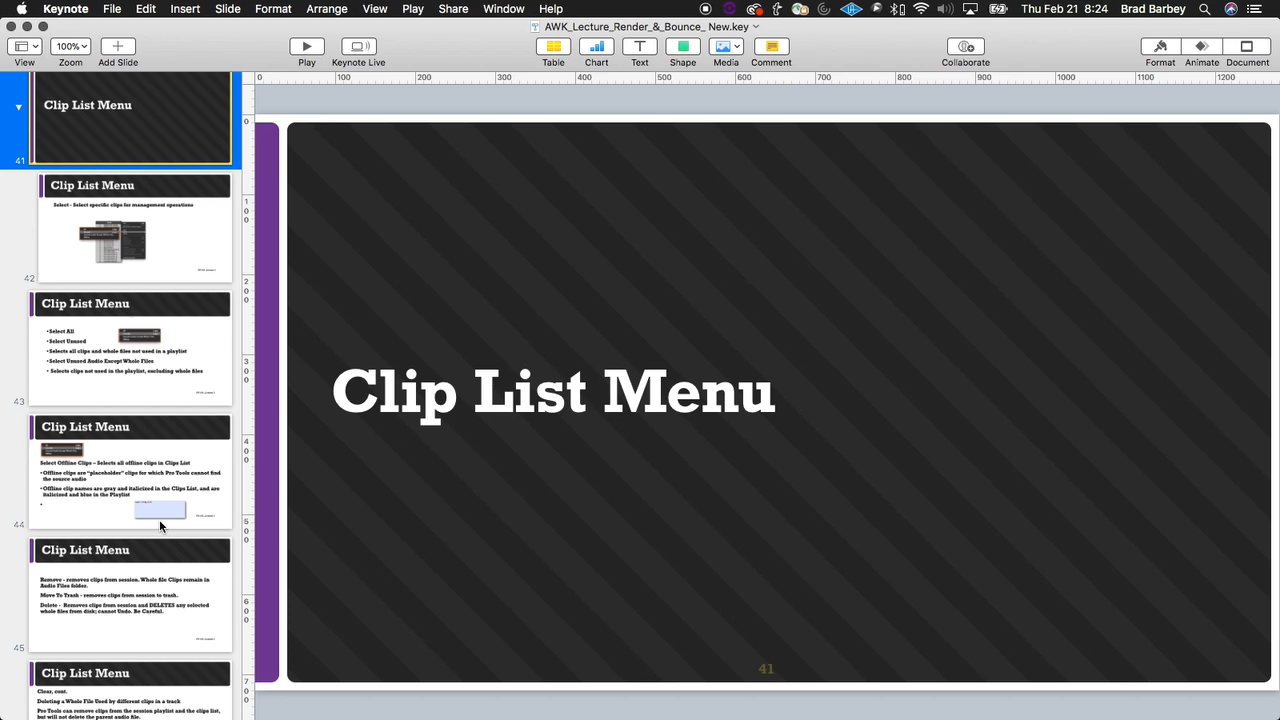 Keynote File Edit Insert Slide Format Arrange View Play Share Window Help Thu Feb 21 8:24 Brad Barbey
AWK_Lecture_Render_&_Bounce_ New.key
100%
View Zoom Add Slide Play Keynote Live Table Chart Text Shape Media Comment Collaborate Format Animate Document
0 100 200 300 400 500 600 700 800 900 1000 1100 1200
0
100
200
300
400
500
600
700
Clip List Menu
41
Clip List Menu
Select - Select specific clips for management operations
42
Clip List Menu
•Select All
•Select Unused
•Selects all clips and whole files not used in a playlist
•Select Unused Audio Except Whole Files
• Selects clips not used in the playlist, excluding whole files
43
Clip List Menu
Select Offline Clips – Selects all offline clips in Clips List
•Offline clips are "placeholder" clips for which Pro Tools cannot find
the source audio
•Offline clip names are gray and italicized in the Clips List, and are
italicized and blue in the Playlist
•
44
Clip List Menu
Remove - removes clips from session. Whole file Clips remain in
Audio Files folder.
Move To Trash - removes clips from session to trash.
Delete - Removes clips from session and DELETES any selected
whole files from disk; cannot Undo. Be Careful.
45
Clip List Menu
Clear, cont.
Deleting a Whole File Used by different clips in a track
Pro Tools can remove clips from the session playlist and the clips list,
but will not delete the parent audio file.
Clip List Menu
41